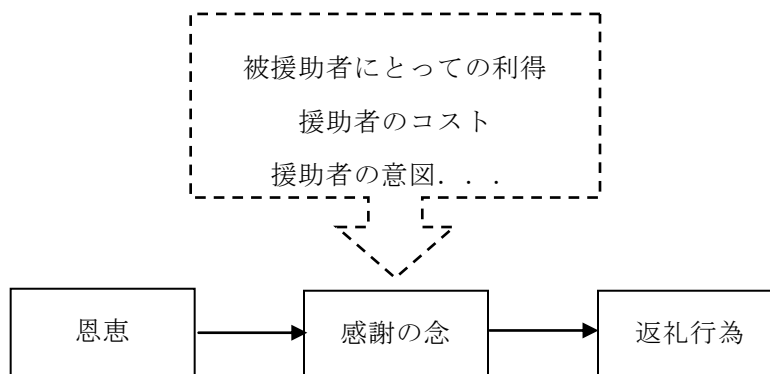 被援助者にとっての利得
援助者のコスト
援助者の意図．．．
恩恵
感謝の念
返礼行為